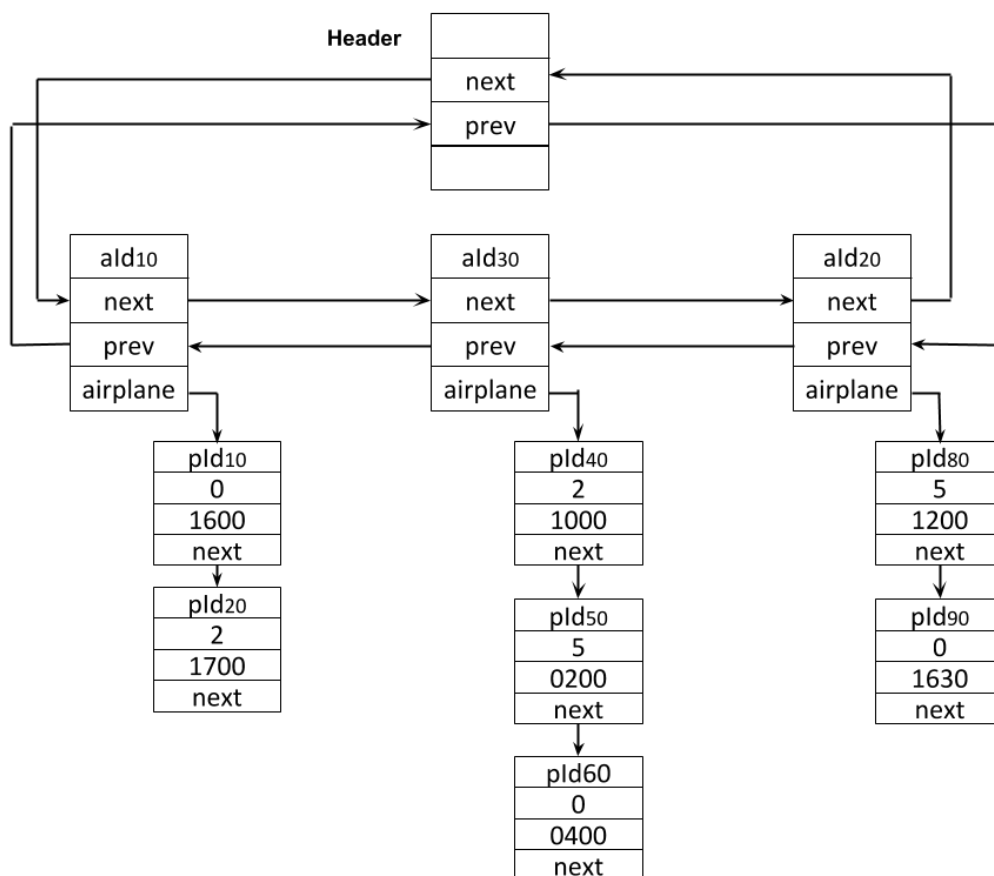 Header
next
prev
aId10
next
prev
airplane
aId30
next
prev
airplane
aId20
next
prev
airplane
pId10
0
1600
next
pId20
2
1700
next
pId40
2
1000
next
pId50
5
0200
next
pId60
0
0400
next
pId80
5
1200
next
pId90
0
1630
next